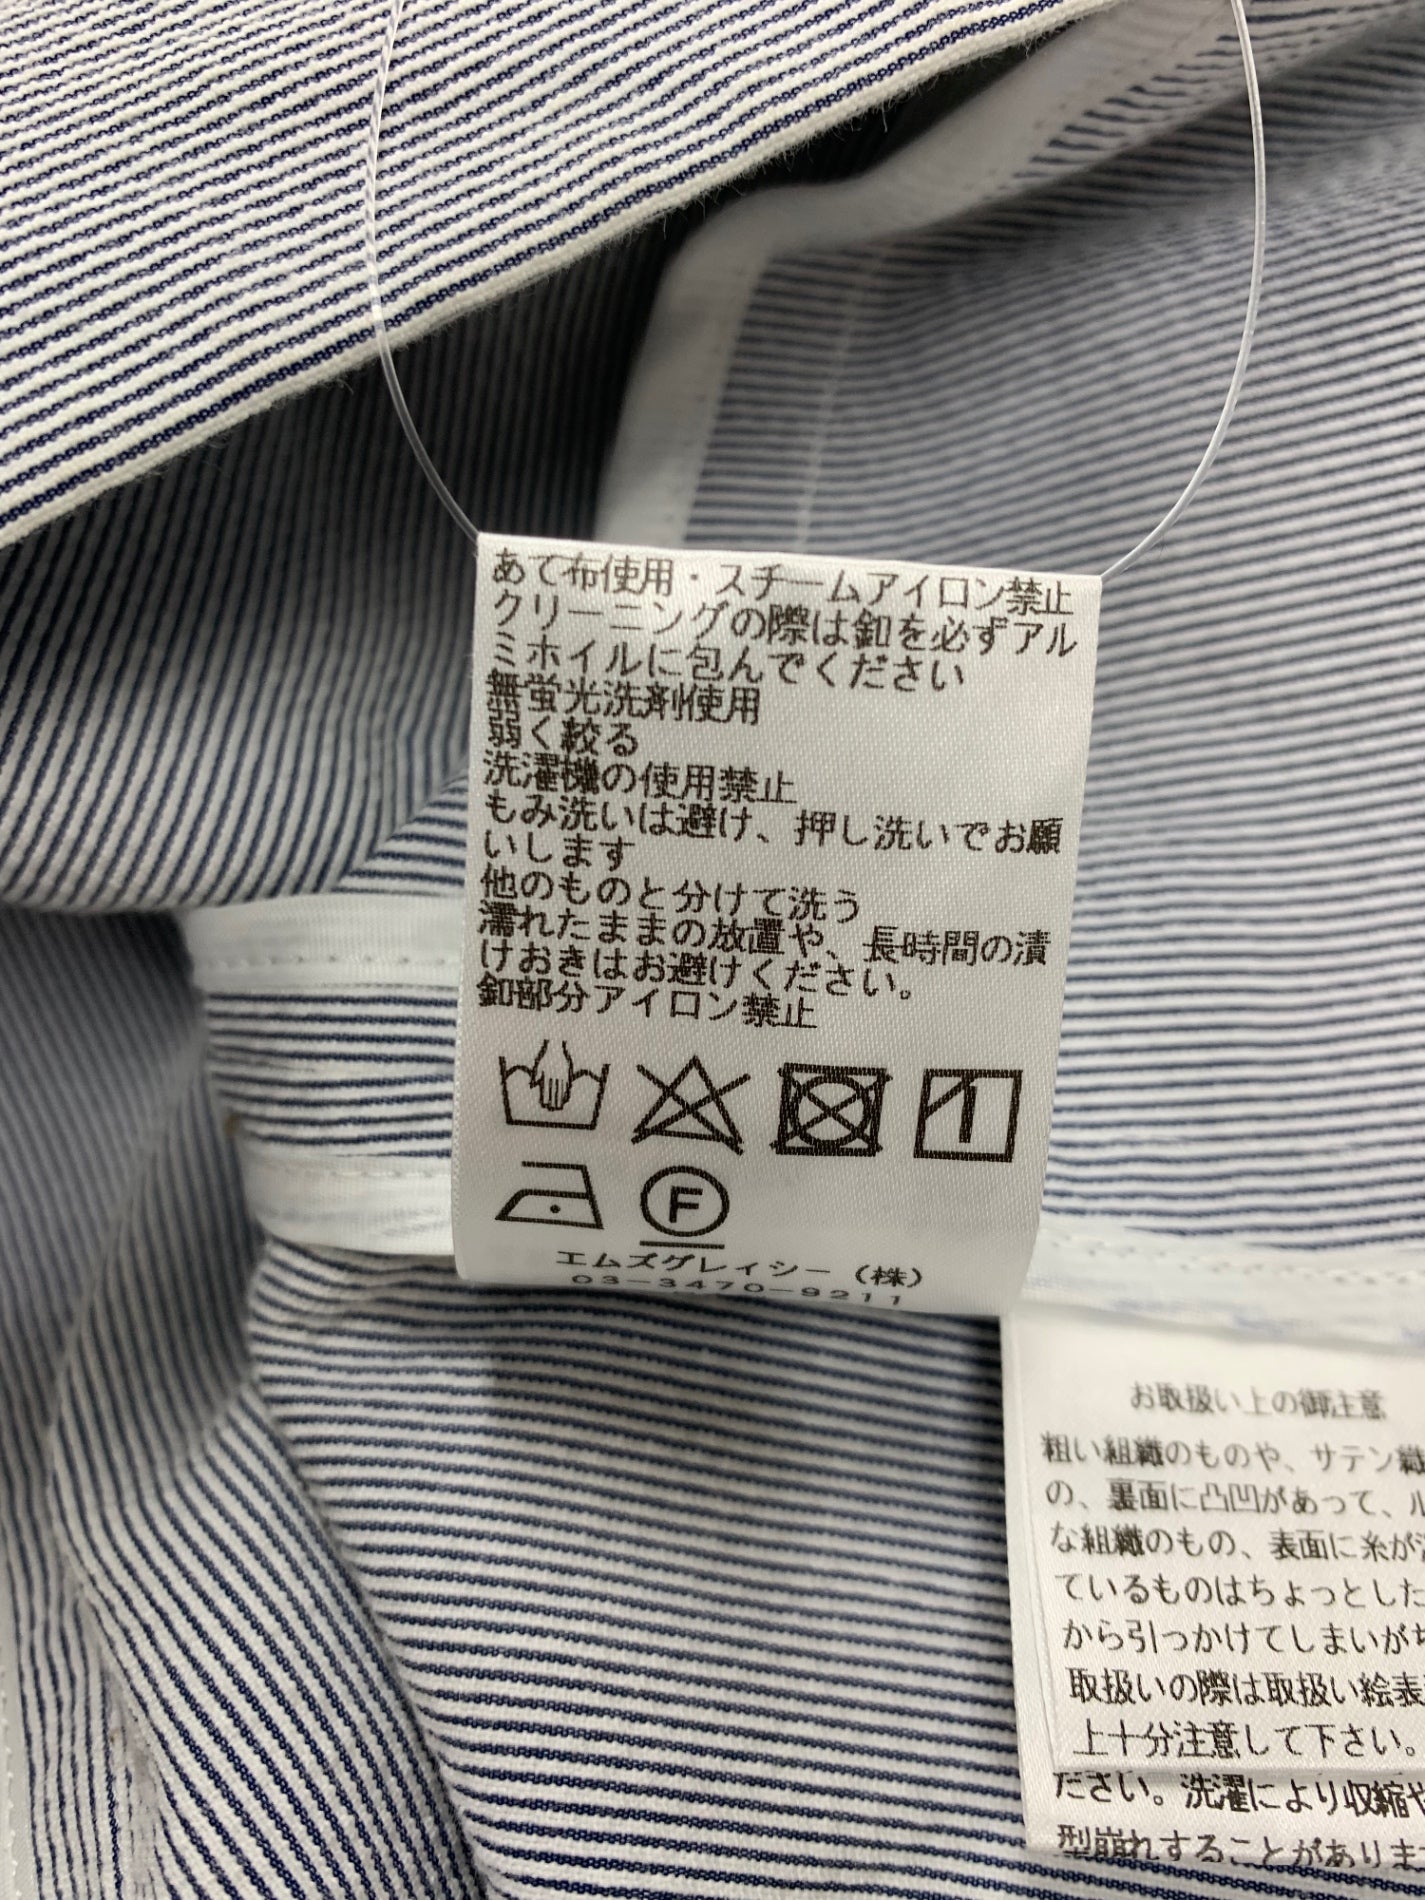 あて布使用・スチームアイロン禁止
クリーニングの際は釦を必ずアル
ミホイルに包んでください
無蛍光洗剤使用
弱く絞る
洗濯機の使用禁止
もみ洗いは避け、押し洗いでお願
いします
他のものと分けて洗う
濡れたままの放置や、長時間の漬
けおきはお避けください。
釦部分アイロン禁止
F
エムズグレィシー(株)
03-3470-9211
お取扱い上の御注意
粗い組織のものや、サテン織
の、裏面に凸凹があって、ル
な組織のもの、表面に糸が
ているものはちょっとした
から引っかけてしまいがち
取扱いの際は取扱い絵表
上十分注意して下さい。
ださい。洗濯により収縮や
型崩れすることがありま